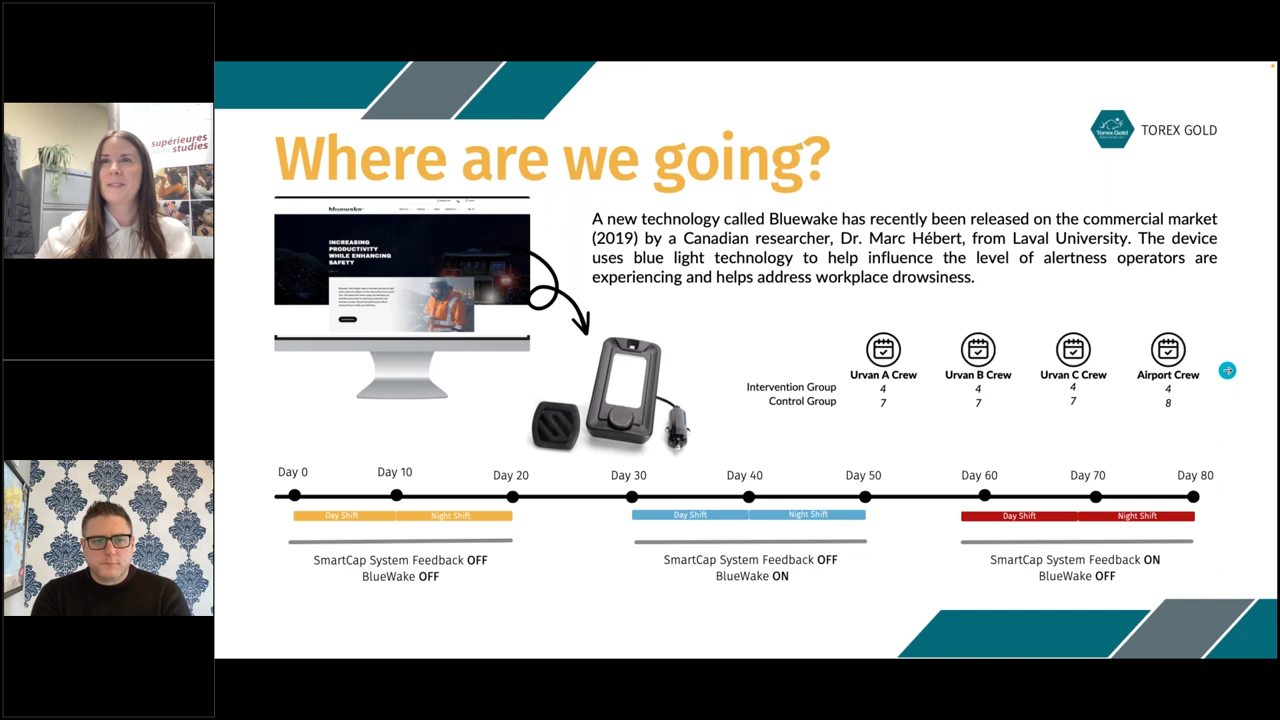 supérieures
studies
Where are we going?
Torex Gold
TOREX GOLD
bluewake
INCREASING
PRODUCTIVITY
WHILE ENHANCING
SAFETY
A new technology called Bluewake has recently been released on the commercial market
(2019) by a Canadian researcher, Dr. Marc Hébert, from Laval University. The device
uses blue light technology to help influence the level of alertness operators are
experiencing and helps address workplace drowsiness.
Urvan A Crew Urvan B Crew Urvan C Crew Airport Crew
Intervention Group 4 4 4 4
Control Group 7 7 7 8
Day 0 Day 10 Day 20 Day 30 Day 40 Day 50 Day 60 Day 70 Day 80
Day Shift Night Shift Day Shift Night Shift Day Shift Night Shift
SmartCap System Feedback OFF
BlueWake OFF
SmartCap System Feedback OFF
BlueWake ON
SmartCap System Feedback ON
BlueWake OFF